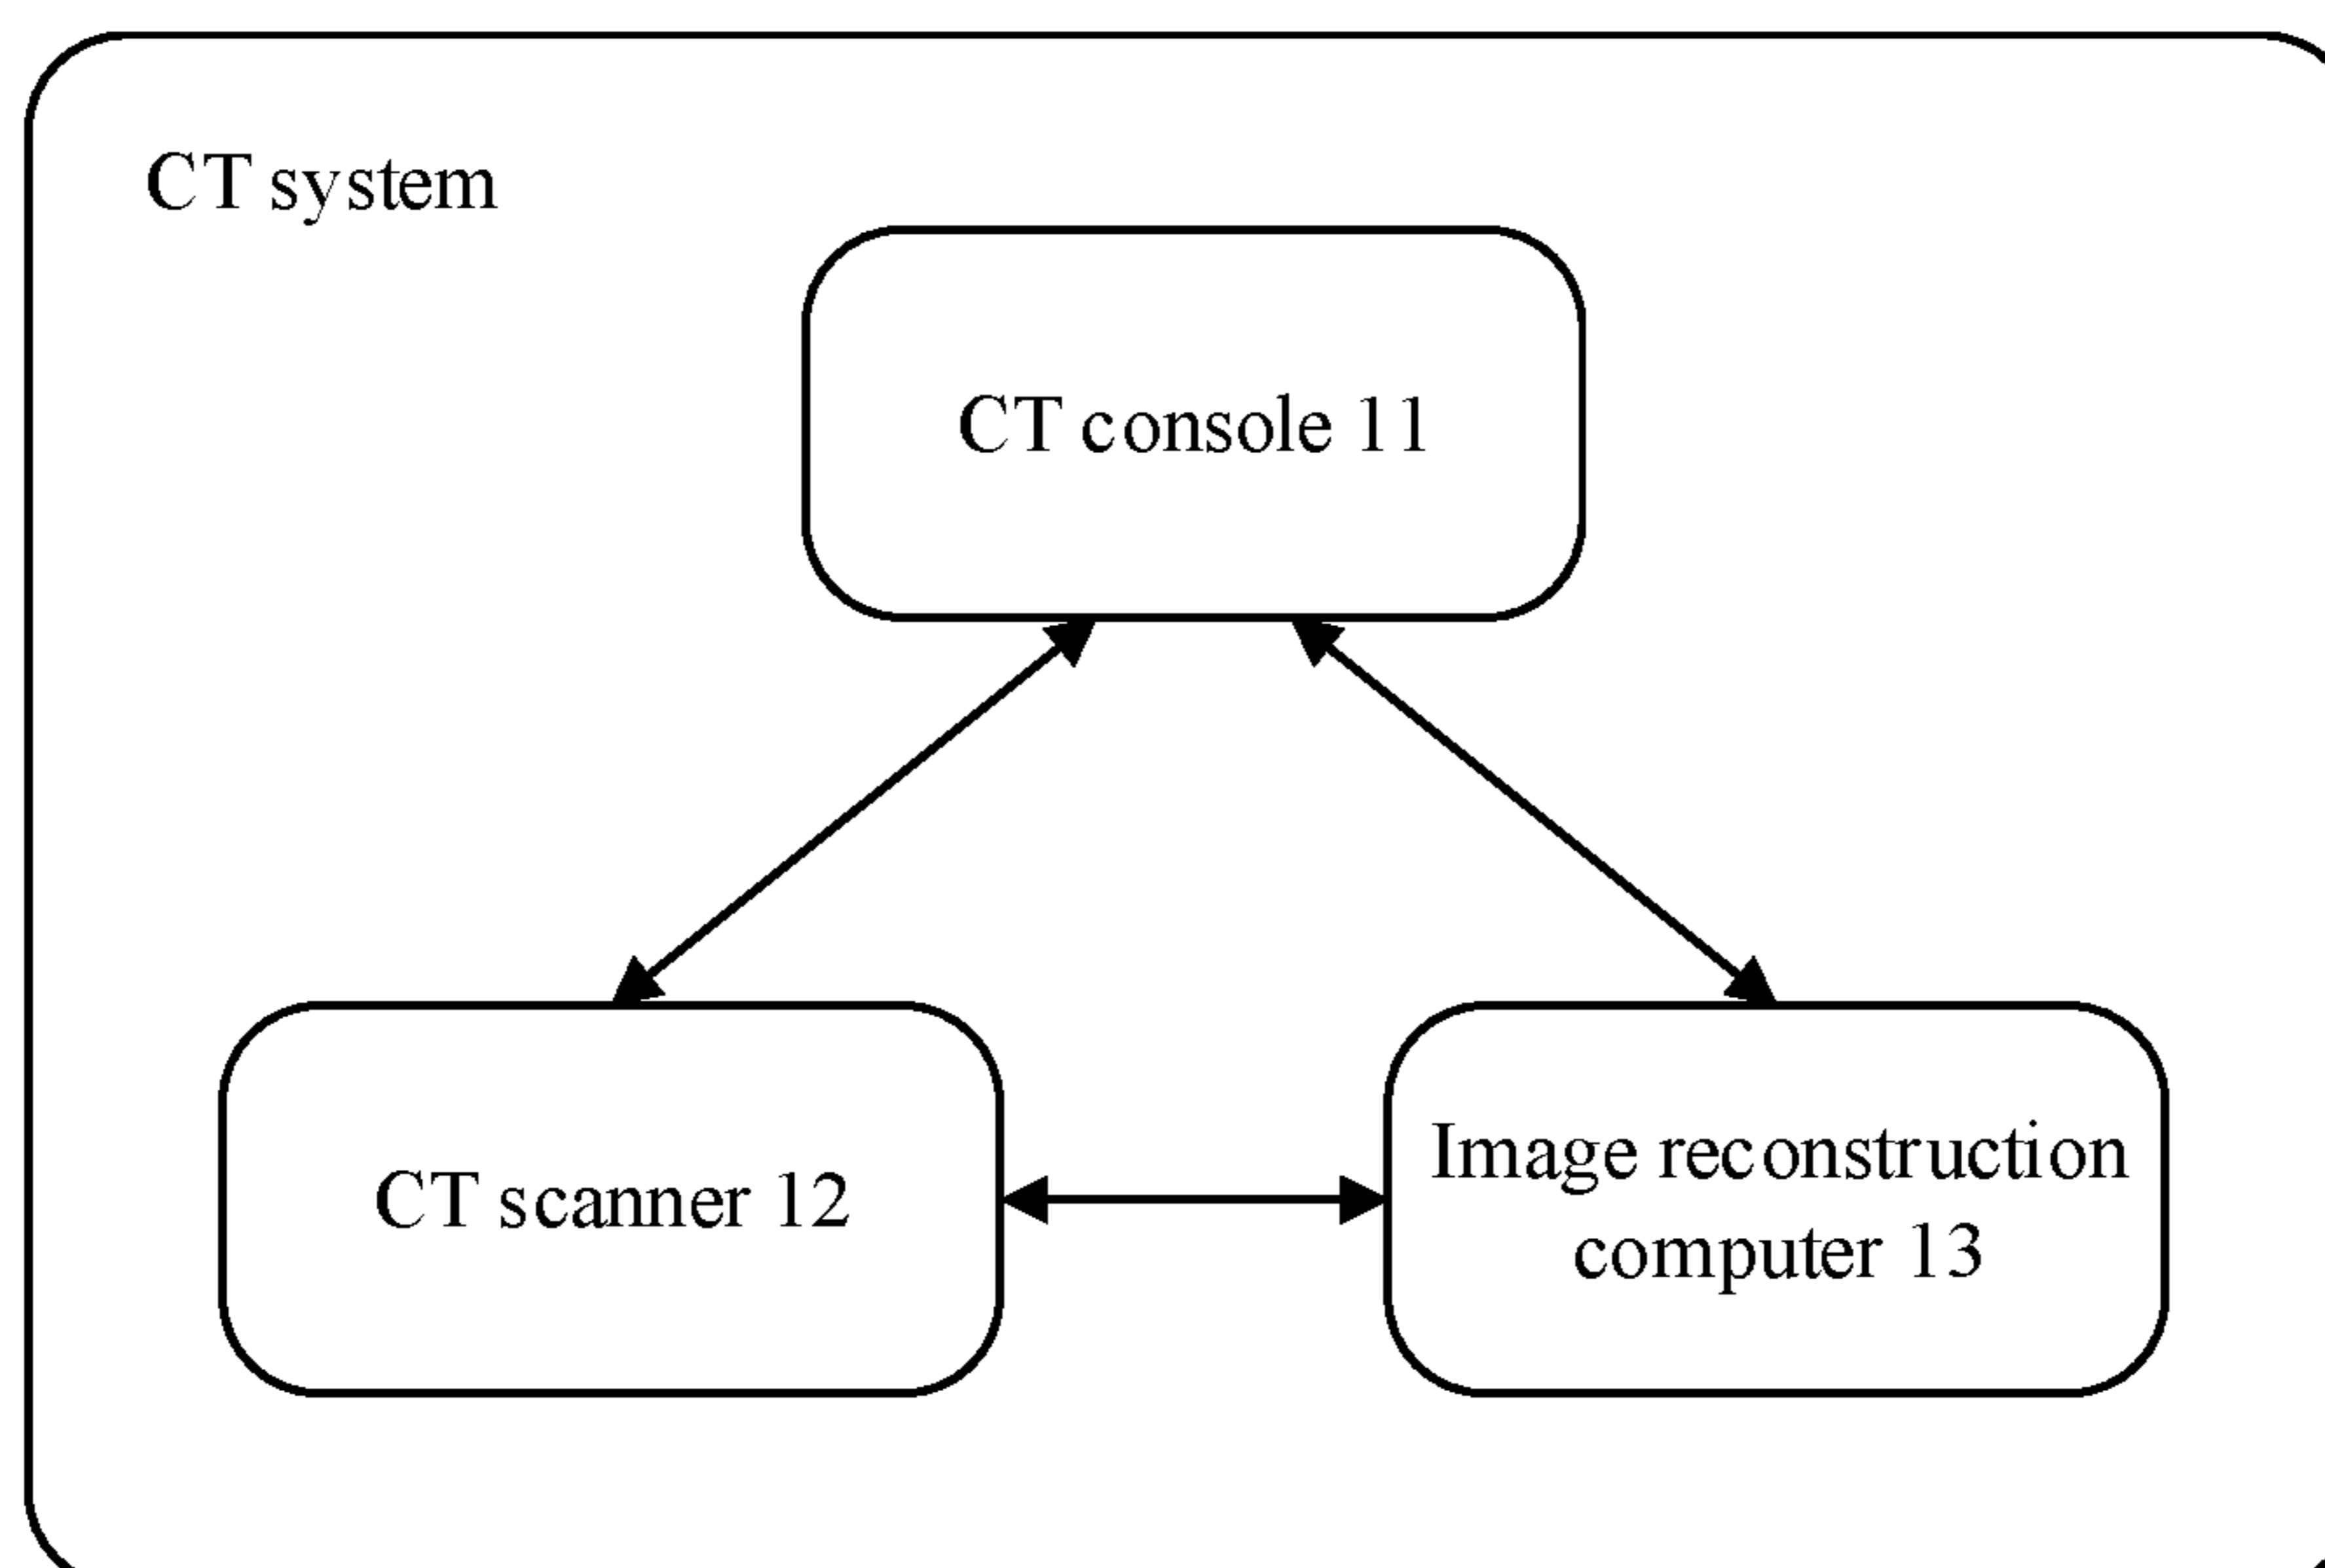 CT system
CT console 11
CT scanner 12
Image reconstruction
computer 13